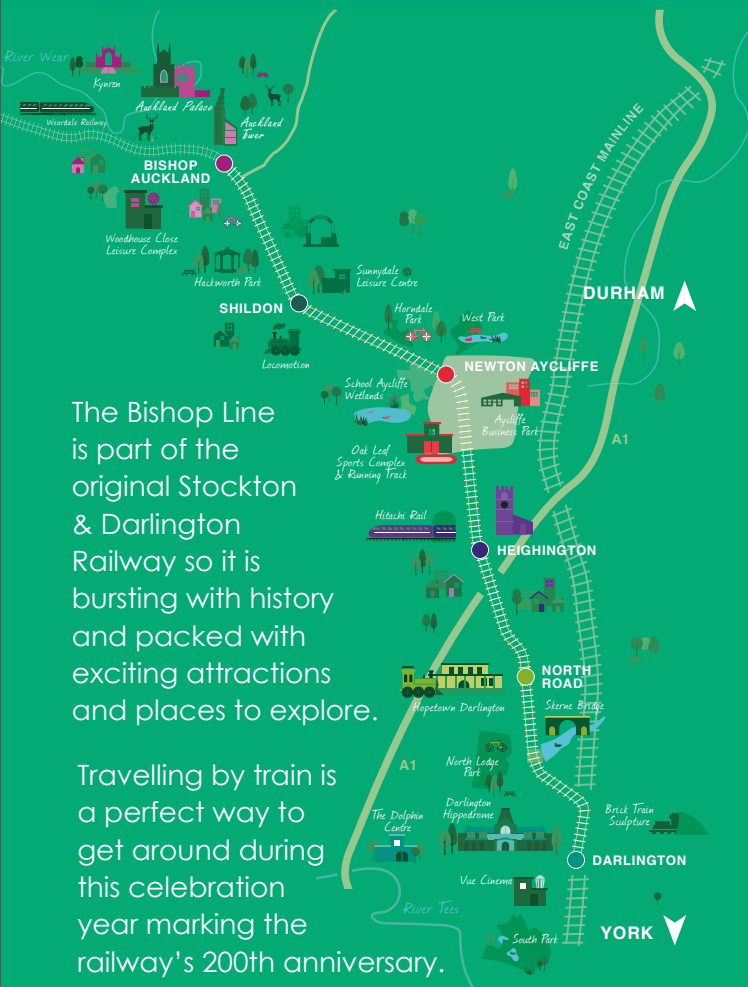 River Wear
Kynren
Auckland Palace
Weardale Railway
Auckland
Tower
BISHOP
AUCKLAND
EAST COAST MAINLINE
Woodhouse Close
Leisure Complex
Hackworth Park
Sunnydale
Leisure Centre
DURHAM
SHILDON
Horndale
Park
West Park
Locomotion
NEWTON AYCLIFFE
School Aycliffe
Wetlands
Aycliffe
Business Park
A1
Oak Leaf
Sports Complex
& Running Track
The Bishop Line
is part of the
original Stockton
& Darlington
Railway so it is
bursting with history
and packed with
exciting attractions
and places to explore.
Hitachi Rail
HEIGHINGTON
NORTH
ROAD
Hopetown Darlington
Skerne Bridge
A1
North Lodge
Park
Travelling by train is
a perfect way to
get around during
this celebration
year marking the
railway's 200th anniversary.
The Dolphin
Centre
Darlington
Hippodrome
Brick Train
Sculpture
DARLINGTON
Vue Cinema
River Tees
South Park
YORK